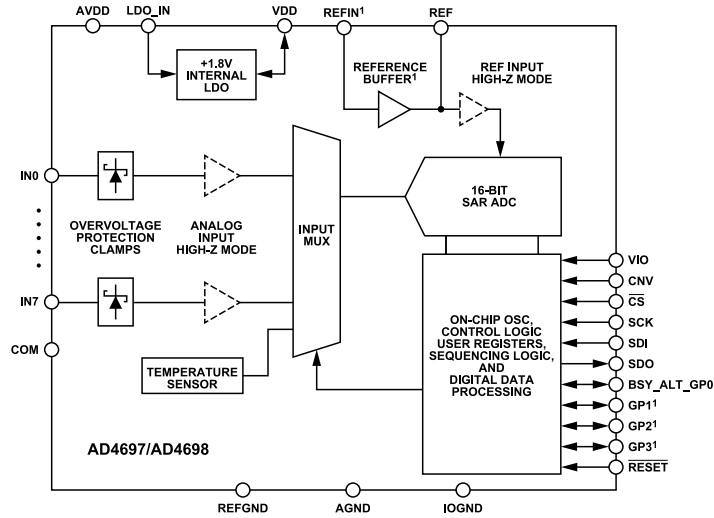 AVDD
LDO_IN
VDD
REFIN1
REF
+1.8V
INTERNAL
LDO
REFERENCE
BUFFER1
REF INPUT
HIGH-Z MODE
IN0
OVERVOLTAGE
PROTECTION
CLAMPS
ANALOG
INPUT
HIGH-Z MODE
INPUT
MUX
16-BIT
SAR ADC
IN7
COM
TEMPERATURE
SENSOR
ON-CHIP OSC,
CONTROL LOGIC
USER REGISTERS,
SEQUENCING LOGIC,
AND
DIGITAL DATA
PROCESSING
VIO
CNV
CS
SCK
SDI
SDO
BSY_ALT_GP0
GP11
GP21
GP31
RESET
AD4697/AD4698
REFGND
AGND
IOGND